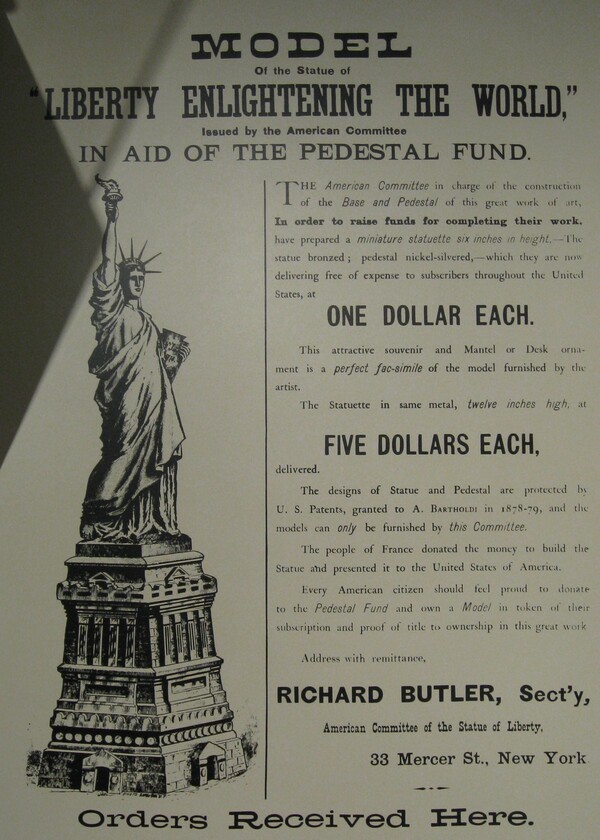 MODEL
Of the Statue of
"LIBERTY ENLIGHTENING THE WORLD,"
Issued by the American Committee
IN AID OF THE PEDESTAL FUND.
THE American Committee in charge of the construction
of the Base and Pedestal of this great work of art,
In order to raise funds for completing their work,
have prepared a miniature statuette six inches in height,—The
statue bronzed; pedestal nickel-silvered,—which they are now
delivering free of expense to subscribers throughout the United
States, at
ONE DOLLAR EACH.
This attractive souvenir and Mantel or Desk orna-
ment is a perfect fac-simile of the model furnished by the
artist.
The Statuette in same metal, twelve inches high, at
FIVE DOLLARS EACH,
delivered.
The designs of Statue and Pedestal are protected by
U. S. Patents, granted to A. BARTHOLDI in 1878-79, and the
models can only be furnished by this Committee.
The people of France donated the money to build the
Statue and presented it to the United States of America.
Every American citizen should feel proud to donate
to the Pedestal Fund and own a Model in token of their
subscription and proof of title to ownership in this great work
Address with remittance,
RICHARD BUTLER, Sect'y,
American Committee of the Statue of Liberty,
33 Mercer St., New York
Orders Received Here.